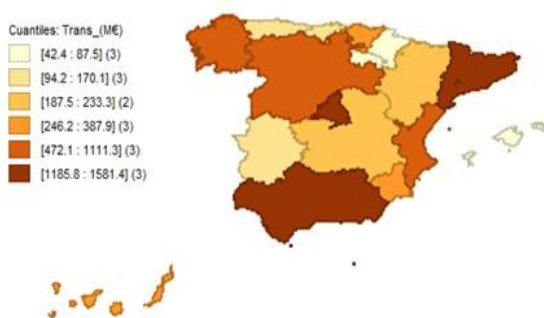 Cuantiles: Trans_(M€)
[42.4 : 87.5] (3)
[94.2 : 170.1] (3)
[187.5 : 233.3] (2)
[246.2 : 387.9] (3)
[472.1 : 1111.3] (3)
[1185.8 : 1581.4] (3)